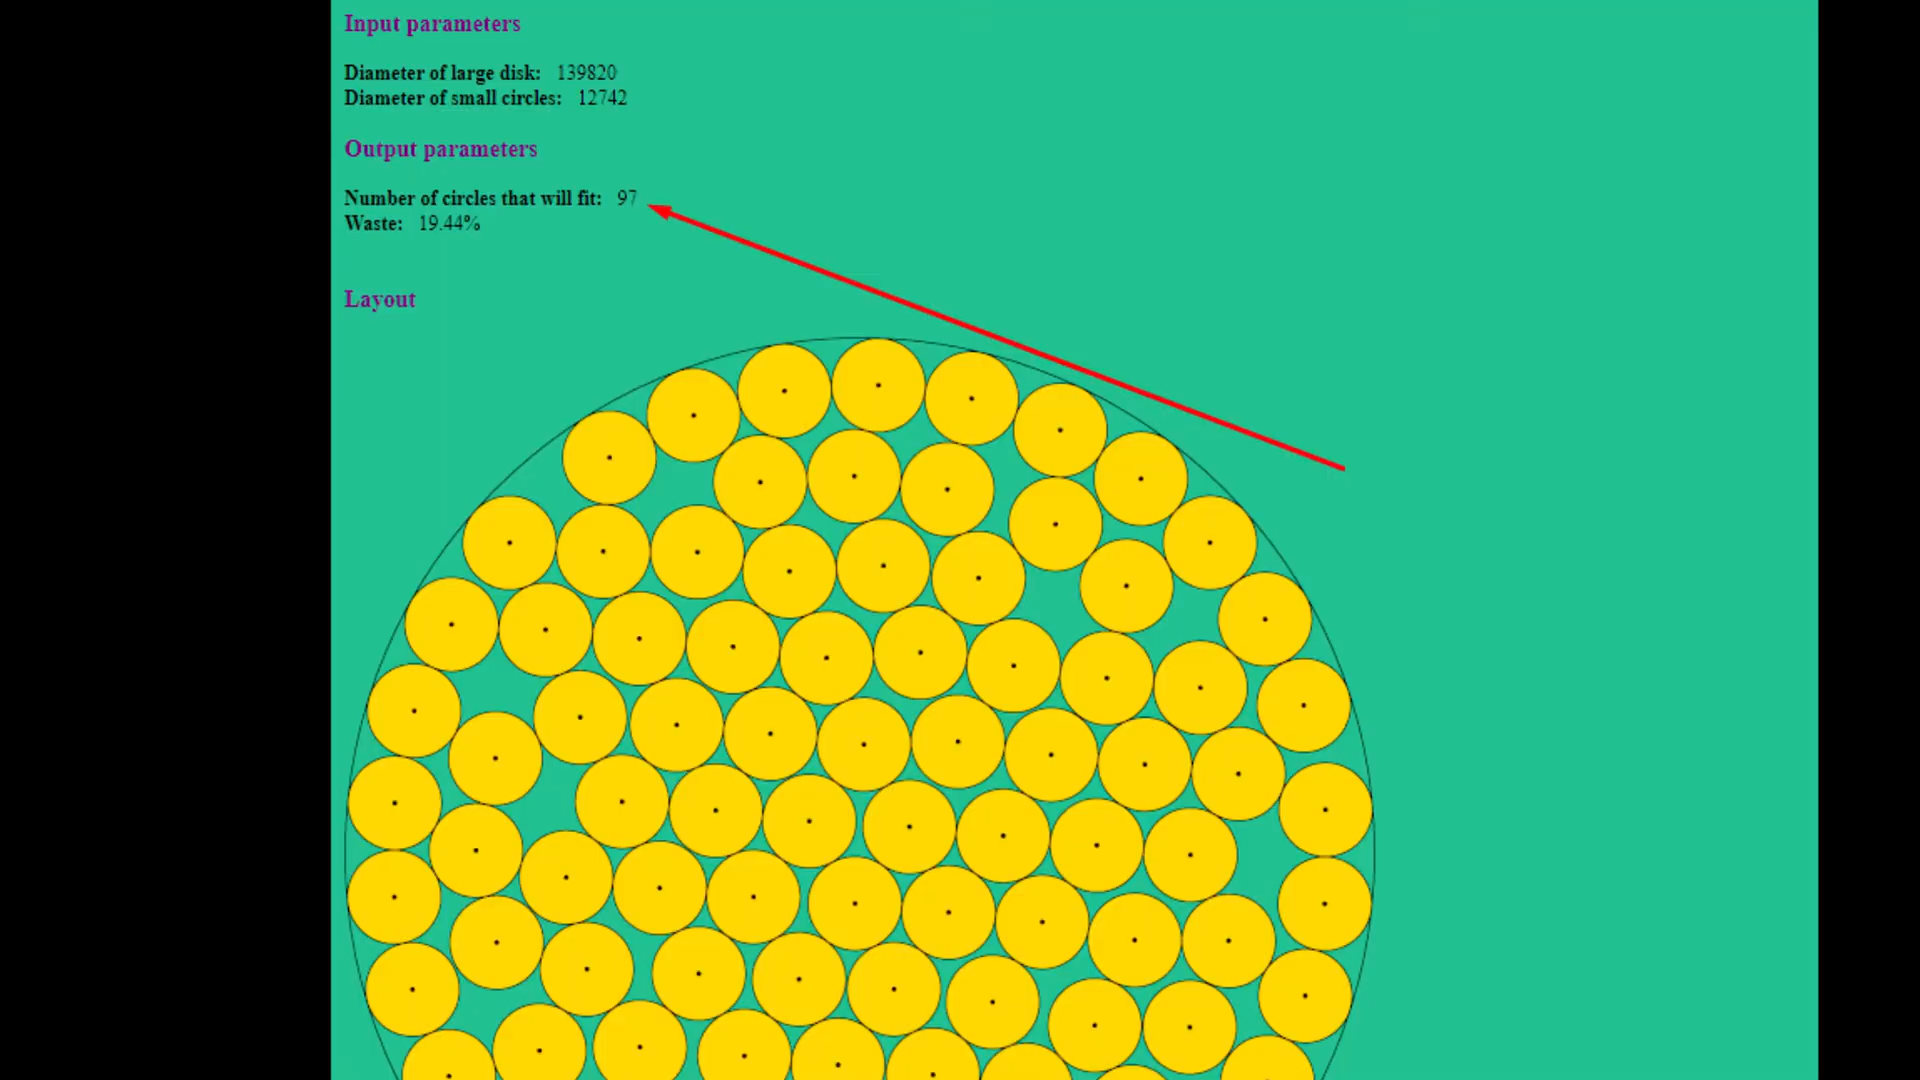 Input parameters
Diameter of large disk: 139820
Diameter of small circles: 12742
Output parameters
Number of circles that will fit: 97
Waste: 19.44%
Layout